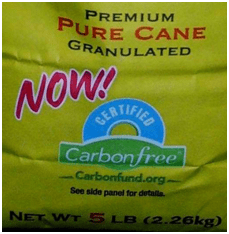 PREMIUM
PURE CANE
GRANULATED
NOW!
CERTIFIED
Carbonfree®
Carbonfund.org
See side panel for details.
NET WT 5 LB (2.26kg)